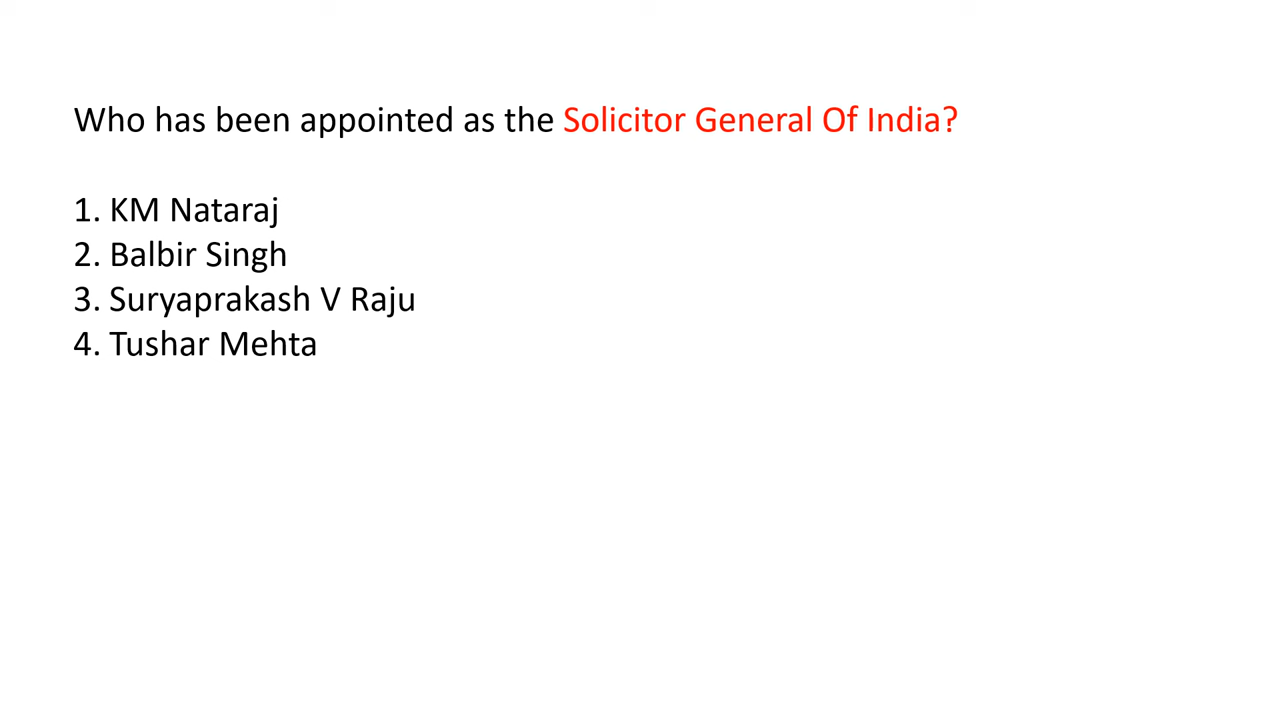 Who has been appointed as the Solicitor General Of India?
1. KM Nataraj
2. Balbir Singh
3. Suryaprakash V Raju
4. Tushar Mehta